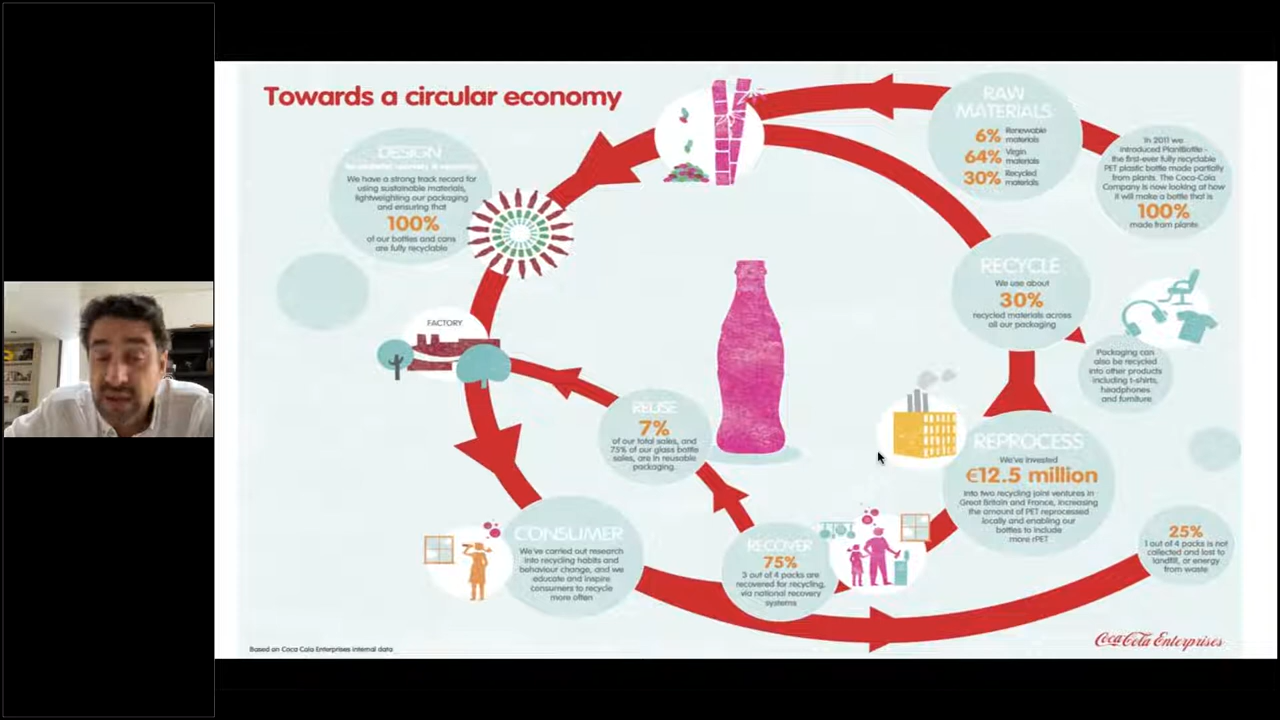 Towards a circular economy
DESIGN
We have a strong track record for
using sustainable materials,
lightweighting our packaging
and ensuring that
100%
of our bottles and cans
are fully recyclable
RAW
MATERIALS
6% Renewable
materials
64% Virgin
materials
30% Recycled
materials
In 2011 we
introduced PlantBottle -
the first-ever fully recyclable
PET plastic bottle made partially
from plants. The Coca-Cola
Company is now looking at how
it will make a bottle that is
100%
made from plants
RECYCLE
We use about
30%
recycled materials across
all our packaging
Packaging can
also be recycled
into other products
including t-shirts,
headphones
and furniture
FACTORY
REUSE
7%
of our total sales, and
75% of our glass bottle
sales, are in reusable
packaging.
REPROCESS
We've invested
€12.5 million
into two recycling joint ventures in
Great Britain and France, increasing
the amount of PET reprocessed
locally and enabling our
bottles to include
more rPET
CONSUMER
We've carried out research
into recycling habits and
behaviour change, and we
educate and inspire
consumers to recycle
more often
RECOVER
75%
3 out of 4 packs are
recovered for recycling,
via national recovery
systems
25%
1 out of 4 packs is not
collected and lost to
landfill, or energy
from waste
Based on Coca Cola Enterprises internal data
Coca-Cola Enterprises